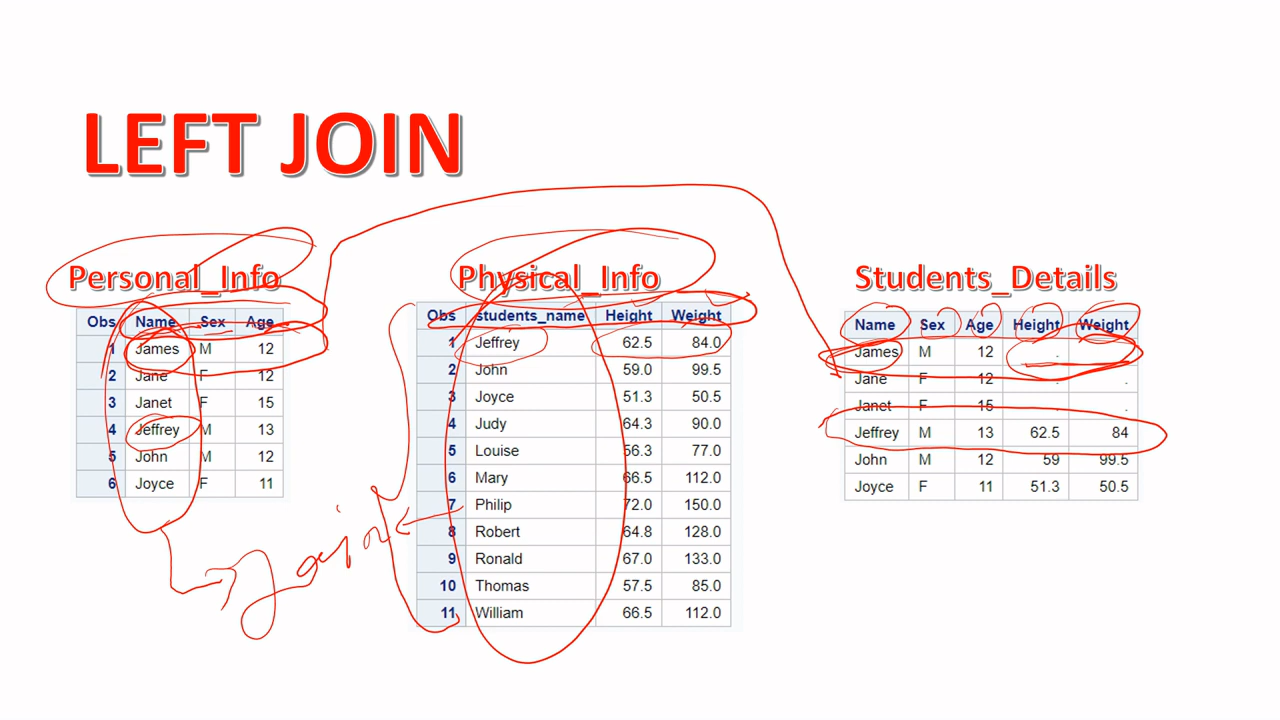 LEFT JOIN
Personal_Info
Obs Name Sex Age
1 James M 12
2 Jane F 12
3 Janet F 15
4 Jeffrey M 13
5 John M 12
6 Joyce F 11
Join
Physical_Info
Obs students_name Height Weight
1 Jeffrey 62.5 84.0
2 John 59.0 99.5
3 Joyce 51.3 50.5
4 Judy 64.3 90.0
5 Louise 56.3 77.0
6 Mary 66.5 112.0
7 Philip 72.0 150.0
8 Robert 64.8 128.0
9 Ronald 67.0 133.0
10 Thomas 57.5 85.0
11 William 66.5 112.0
Students_Details
Name Sex Age Height Weight
James M 12 . .
Jane F 12 . .
Janet F 15 . .
Jeffrey M 13 62.5 84
John M 12 59 99.5
Joyce F 11 51.3 50.5